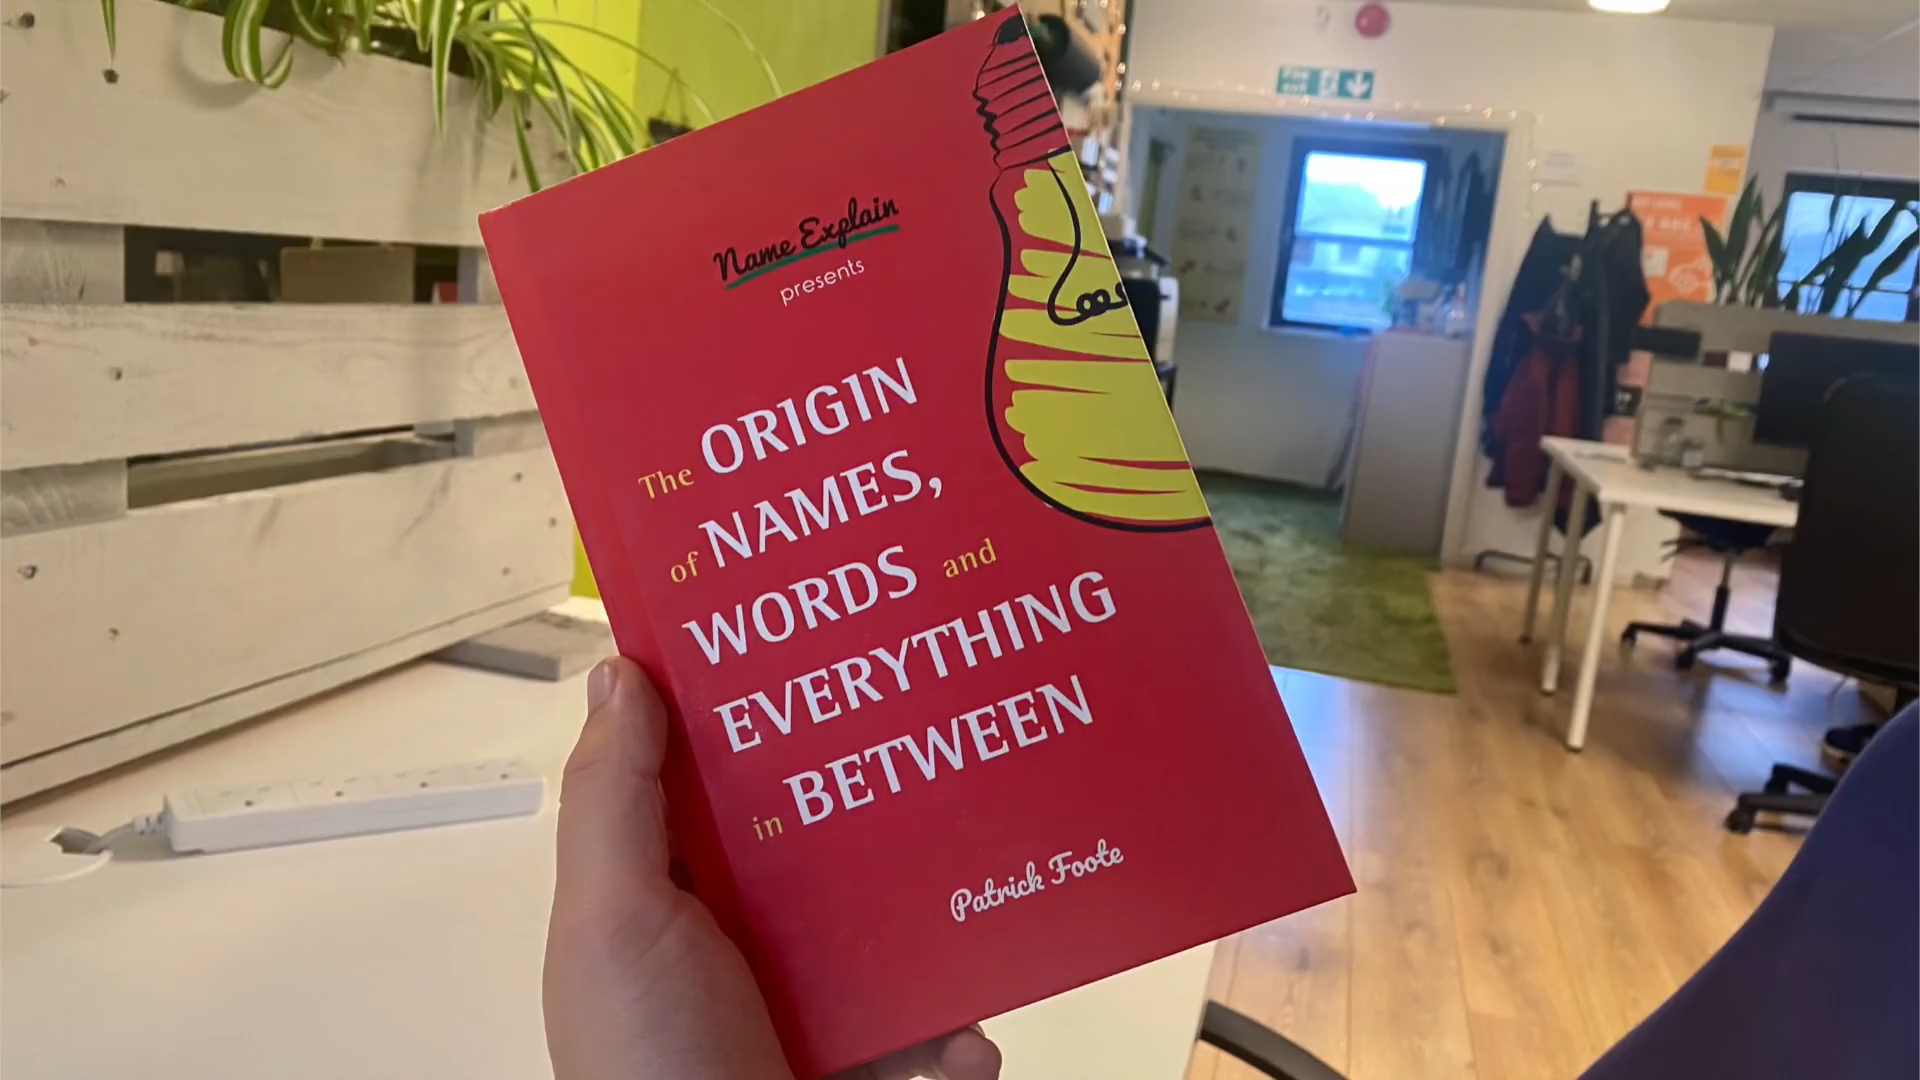 Name Explain
presents
The ORIGIN
of NAMES,
WORDS and
EVERYTHING
in BETWEEN
Patrick Foote